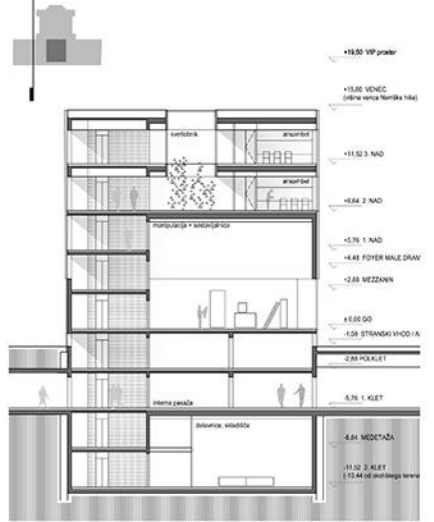 +19,50 VIP prostor
+15,80 VENEC
(višina venca Nemške hiše)
svetlobnik
ansambel
+11,52 3. NAD
ansambel
+8,64 2. NAD
manipulacija + sestavljalnica
+5,76 1. NAD
+4,48 FOYER MALE DRAM
+2,88 MEZZANIN
± 0,00 GO
-1,08 STRANSKI VHOD / A
-2,88 POLKLET
-5,76 1. KLET
interna pasaža
delavnice, skladišča
-8,64 MEDETAŽA
-11,52 2. KLET
(-10,44 od okoliškega terena